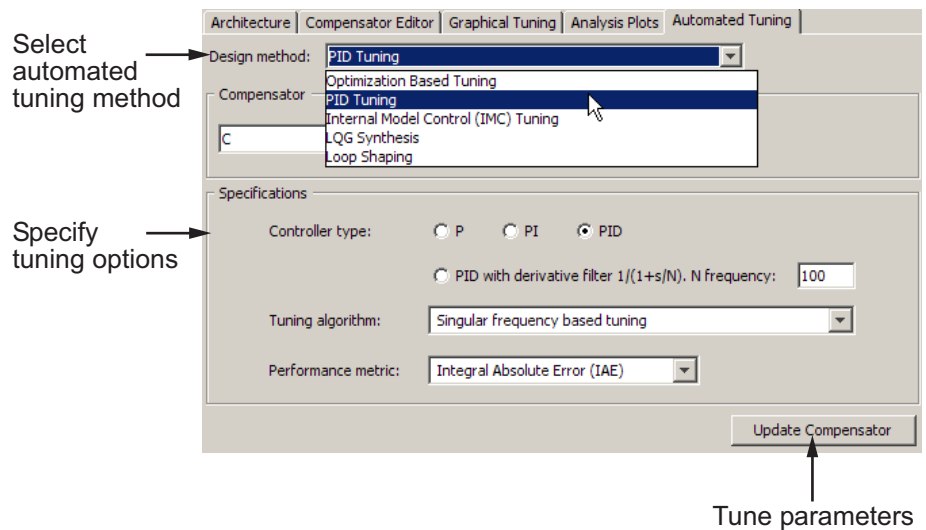 Architecture Compensator Editor Graphical Tuning Analysis Plots Automated Tuning
Select
automated
tuning method
Design method: PID Tuning
Optimization Based Tuning
PID Tuning
Internal Model Control (IMC) Tuning
LQG Synthesis
Loop Shaping
Compensator
C
Specifications
Specify
tuning options
Controller type: P PI PID
PID with derivative filter 1/(1+s/N). N frequency: 100
Tuning algorithm: Singular frequency based tuning
Performance metric: Integral Absolute Error (IAE)
Update Compensator
Tune parameters